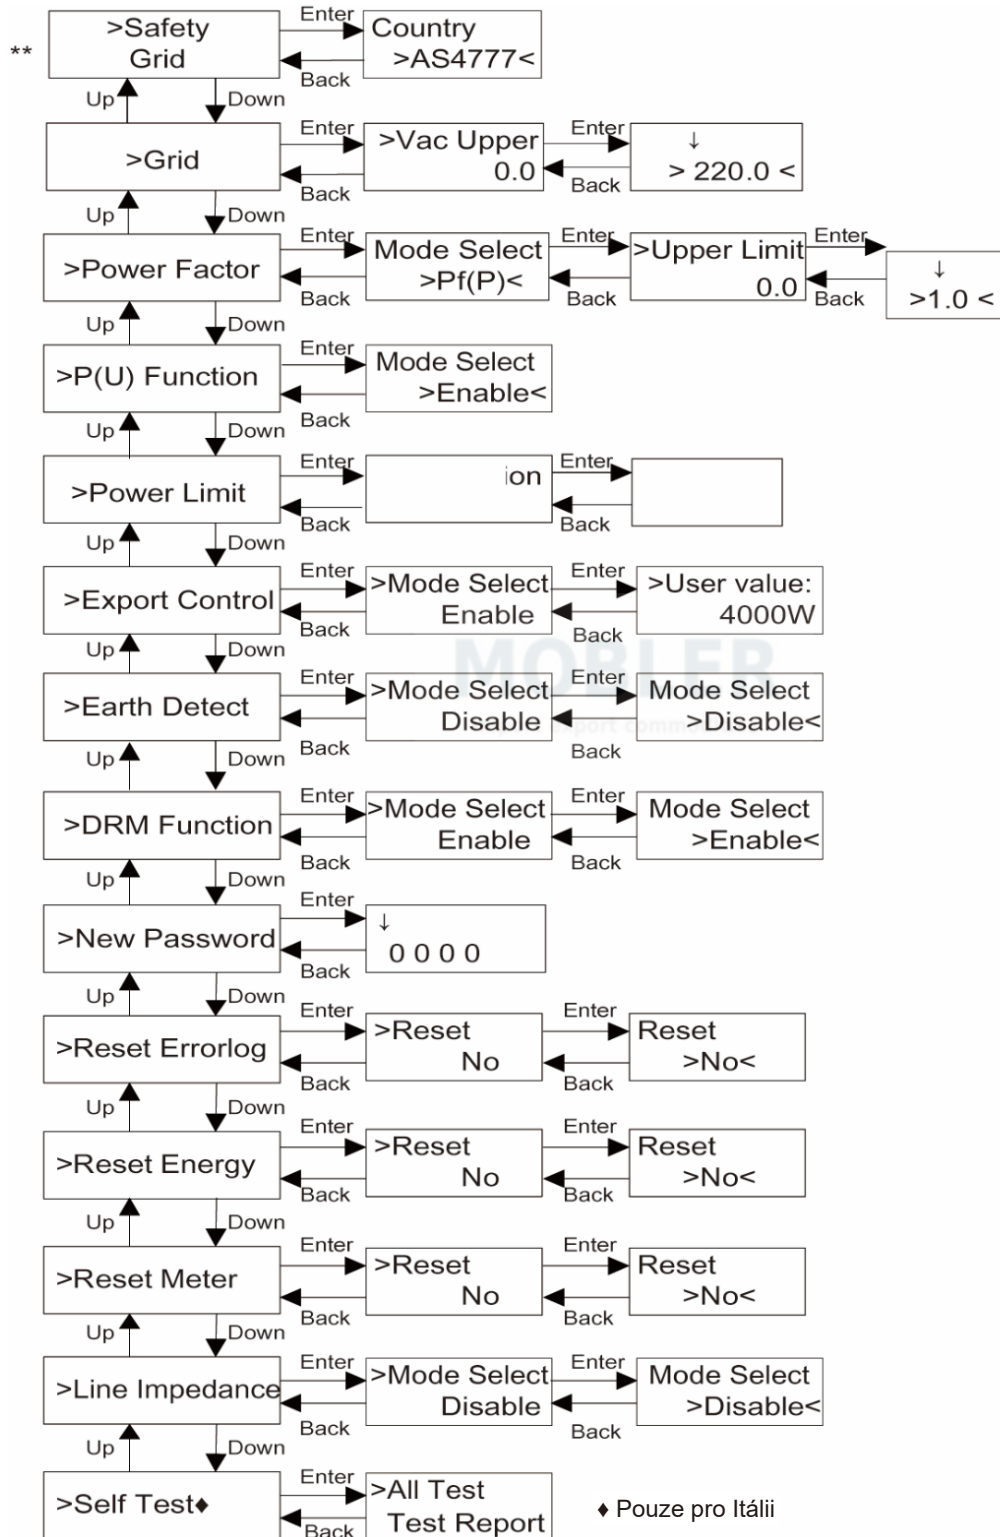 **
>Safety
Grid
Enter
Back
Country
>AS4777<
Up
Down
>Grid
Enter
Back
>Vac Upper
0.0
Enter
Back
↓
> 220.0 <
Up
Down
>Power Factor
Enter
Back
Mode Select
>Pf(P)<
Enter
Back
>Upper Limit
0.0
Enter
Back
↓
>1.0 <
Up
Down
>P(U) Function
Enter
Back
Mode Select
>Enable<
Up
Down
>Power Limit
Enter
Back
ion
Enter
Back
Up
Down
>Export Control
Enter
Back
>Mode Select
Enable
Enter
Back
>User value:
4000W
MOBLER
Up
Down
>Earth Detect
Enter
Back
>Mode Select
Disable
Enter
Back
Mode Select
>Disable<
export commo
Up
Down
>DRM Function
Enter
Back
>Mode Select
Enable
Enter
Back
Mode Select
>Enable<
Up
Down
>New Password
Enter
Back
↓
0 0 0 0
Up
Down
>Reset Errorlog
Enter
Back
>Reset
No
Enter
Back
Reset
>No<
Up
Down
>Reset Energy
Enter
Back
>Reset
No
Enter
Back
Reset
>No<
Up
Down
>Reset Meter
Enter
Back
>Reset
No
Enter
Back
Reset
>No<
Up
Down
>Line Impedance
Enter
Back
>Mode Select
Disable
Enter
Back
Mode Select
>Disable<
Up
Down
>Self Test♦
Enter
Back
>All Test
Test Report
♦ Pouze pro Itálii